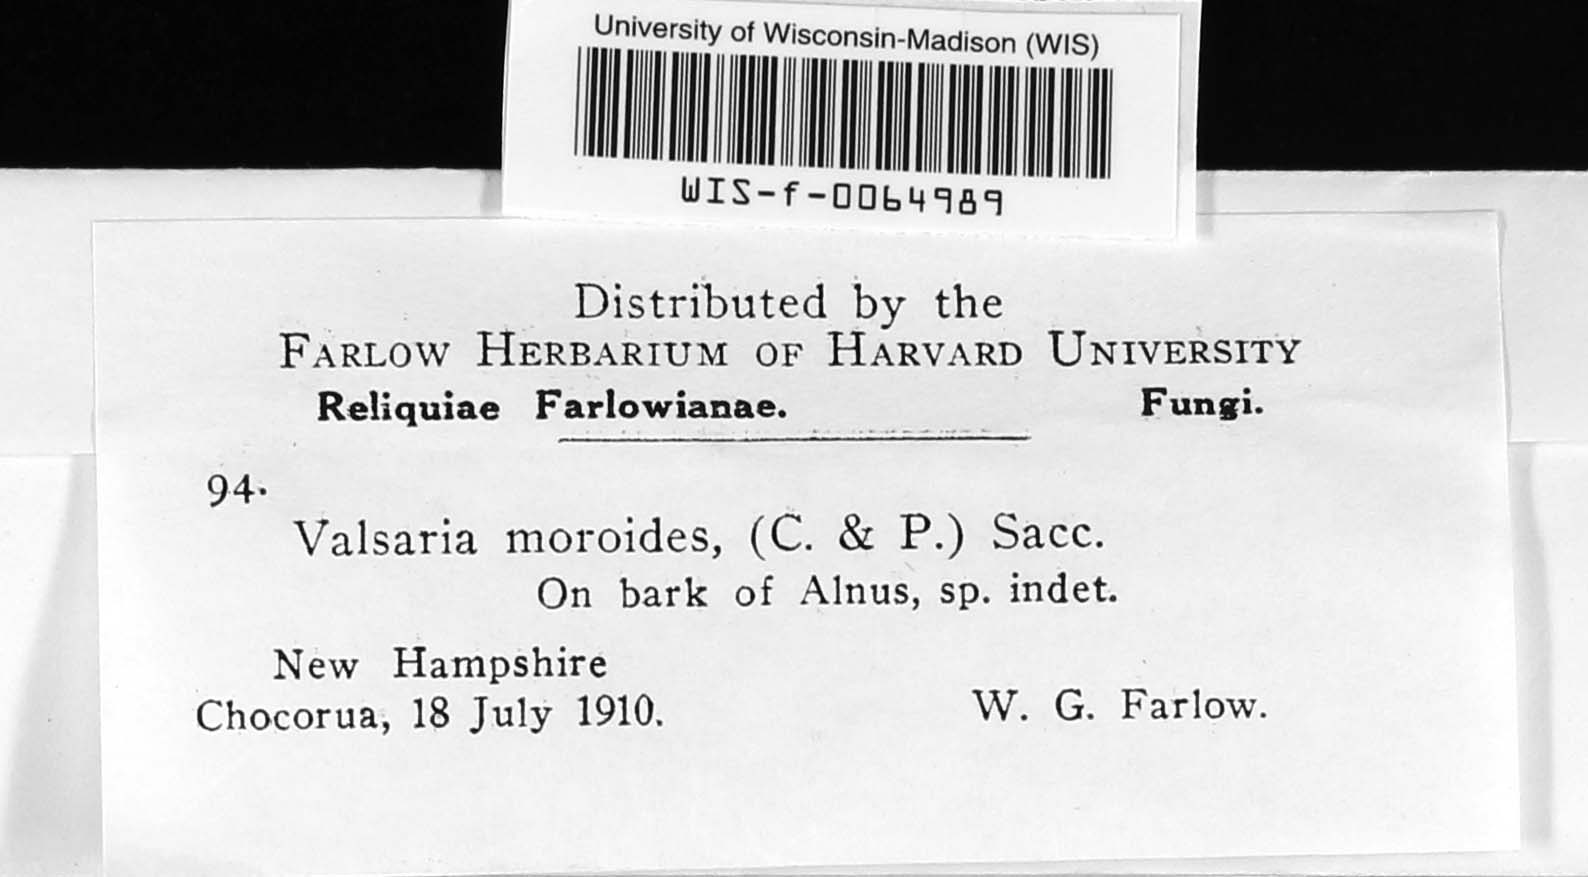 University of Wisconsin-Madison (WIS)
WIS-f-0064989
Distributed by the
FARLOW HERBARIUM OF HARVARD UNIVERSITY
Reliquiae Farlowianae. Fungi.
94.
Valsaria moroides, (C. & P.) Sacc.
On bark of Alnus, sp. indet.
New Hampshire
Chocorua, 18 July 1910. W. G. Farlow.